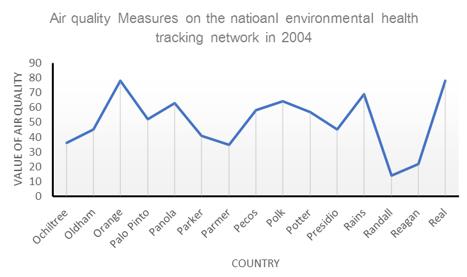 Air quality Measures on the natioanl environmental health
tracking network in 2004
VALUE OF AIR QUALITY
90
80
70
60
50
40
30
20
10
0
Ochiltree
Oldham
Orange
Palo Pinto
Panola
Parker
Parmer
Pecos
Polk
Potter
Presidio
Rains
Randall
Reagan
Real
COUNTRY